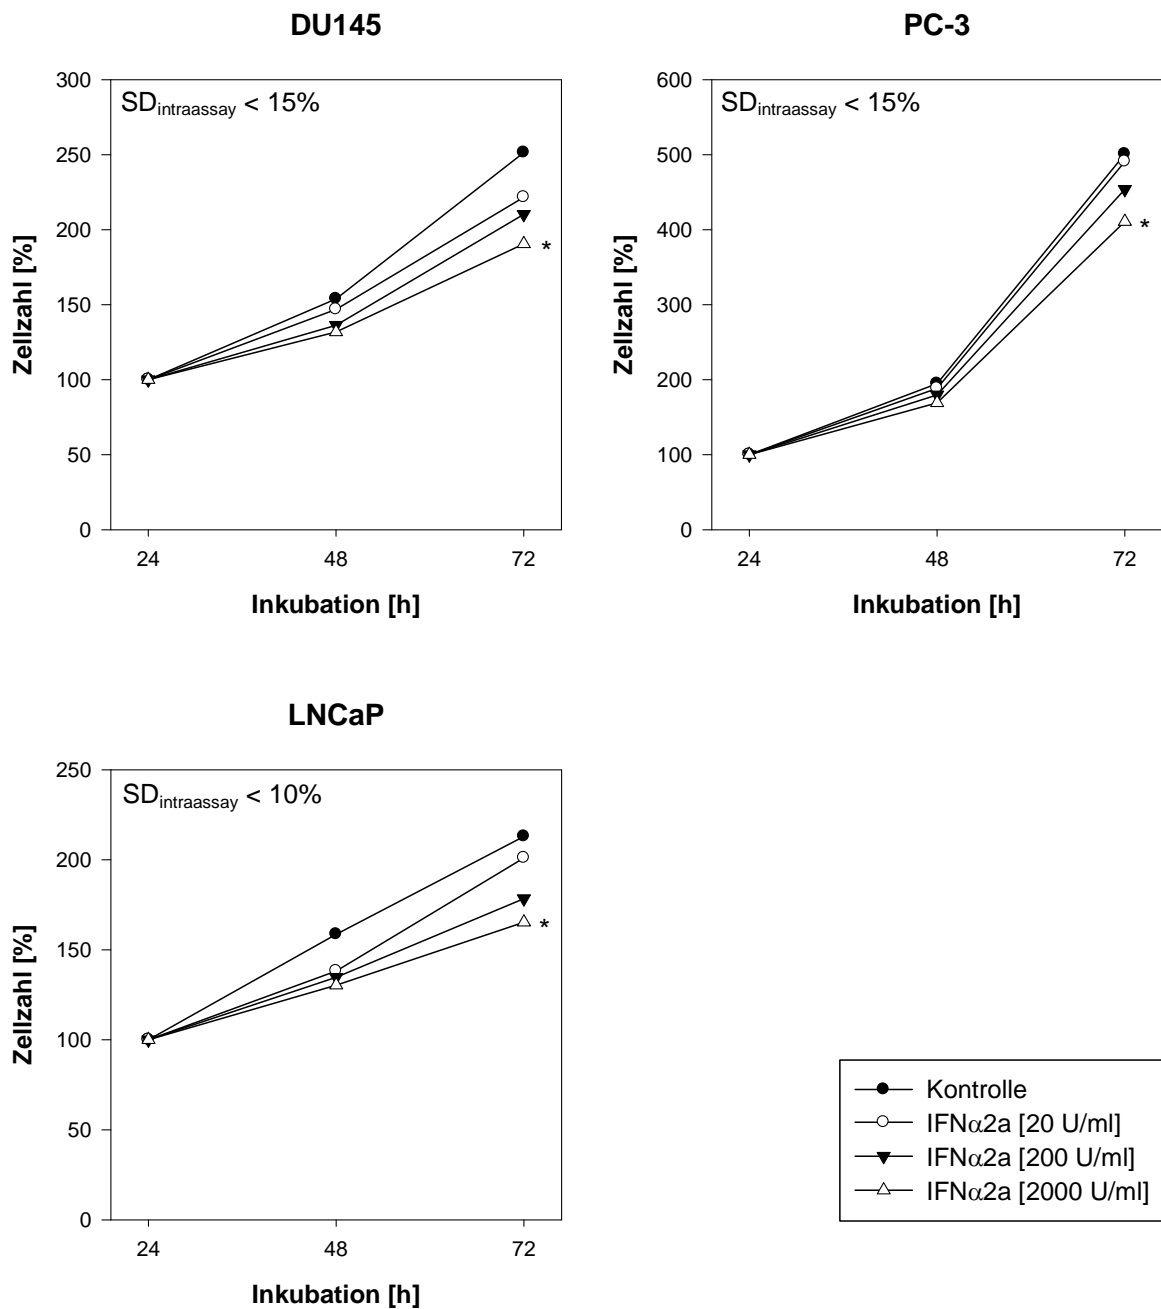 DU145
SDintraassay < 15%
300
250
200
150
100
50
0
Zellzahl [%]
*
24 48 72
Inkubation [h]
PC-3
SDintraassay < 15%
600
500
400
300
200
100
0
Zellzahl [%]
*
24 48 72
Inkubation [h]
LNCaP
SDintraassay < 10%
250
200
150
100
50
0
Zellzahl [%]
*
24 48 72
Inkubation [h]
Kontrolle
IFNα2a [20 U/ml]
IFNα2a [200 U/ml]
IFNα2a [2000 U/ml]